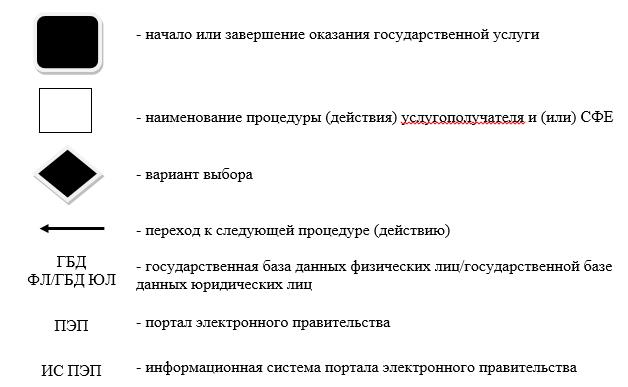 - начало или завершение оказания государственной услуги
- наименование процедуры (действия) услугополучателя и (или) СФЕ
- вариант выбора
- переход к следующей процедуре (действию)
ГБД
ФЛ/ГБД ЮЛ
- государственная база данных физических лиц/государственной базе
данных юридических лиц
ПЭП
- портал электронного правительства
ИС ПЭП
- информационная система портала электронного правительства